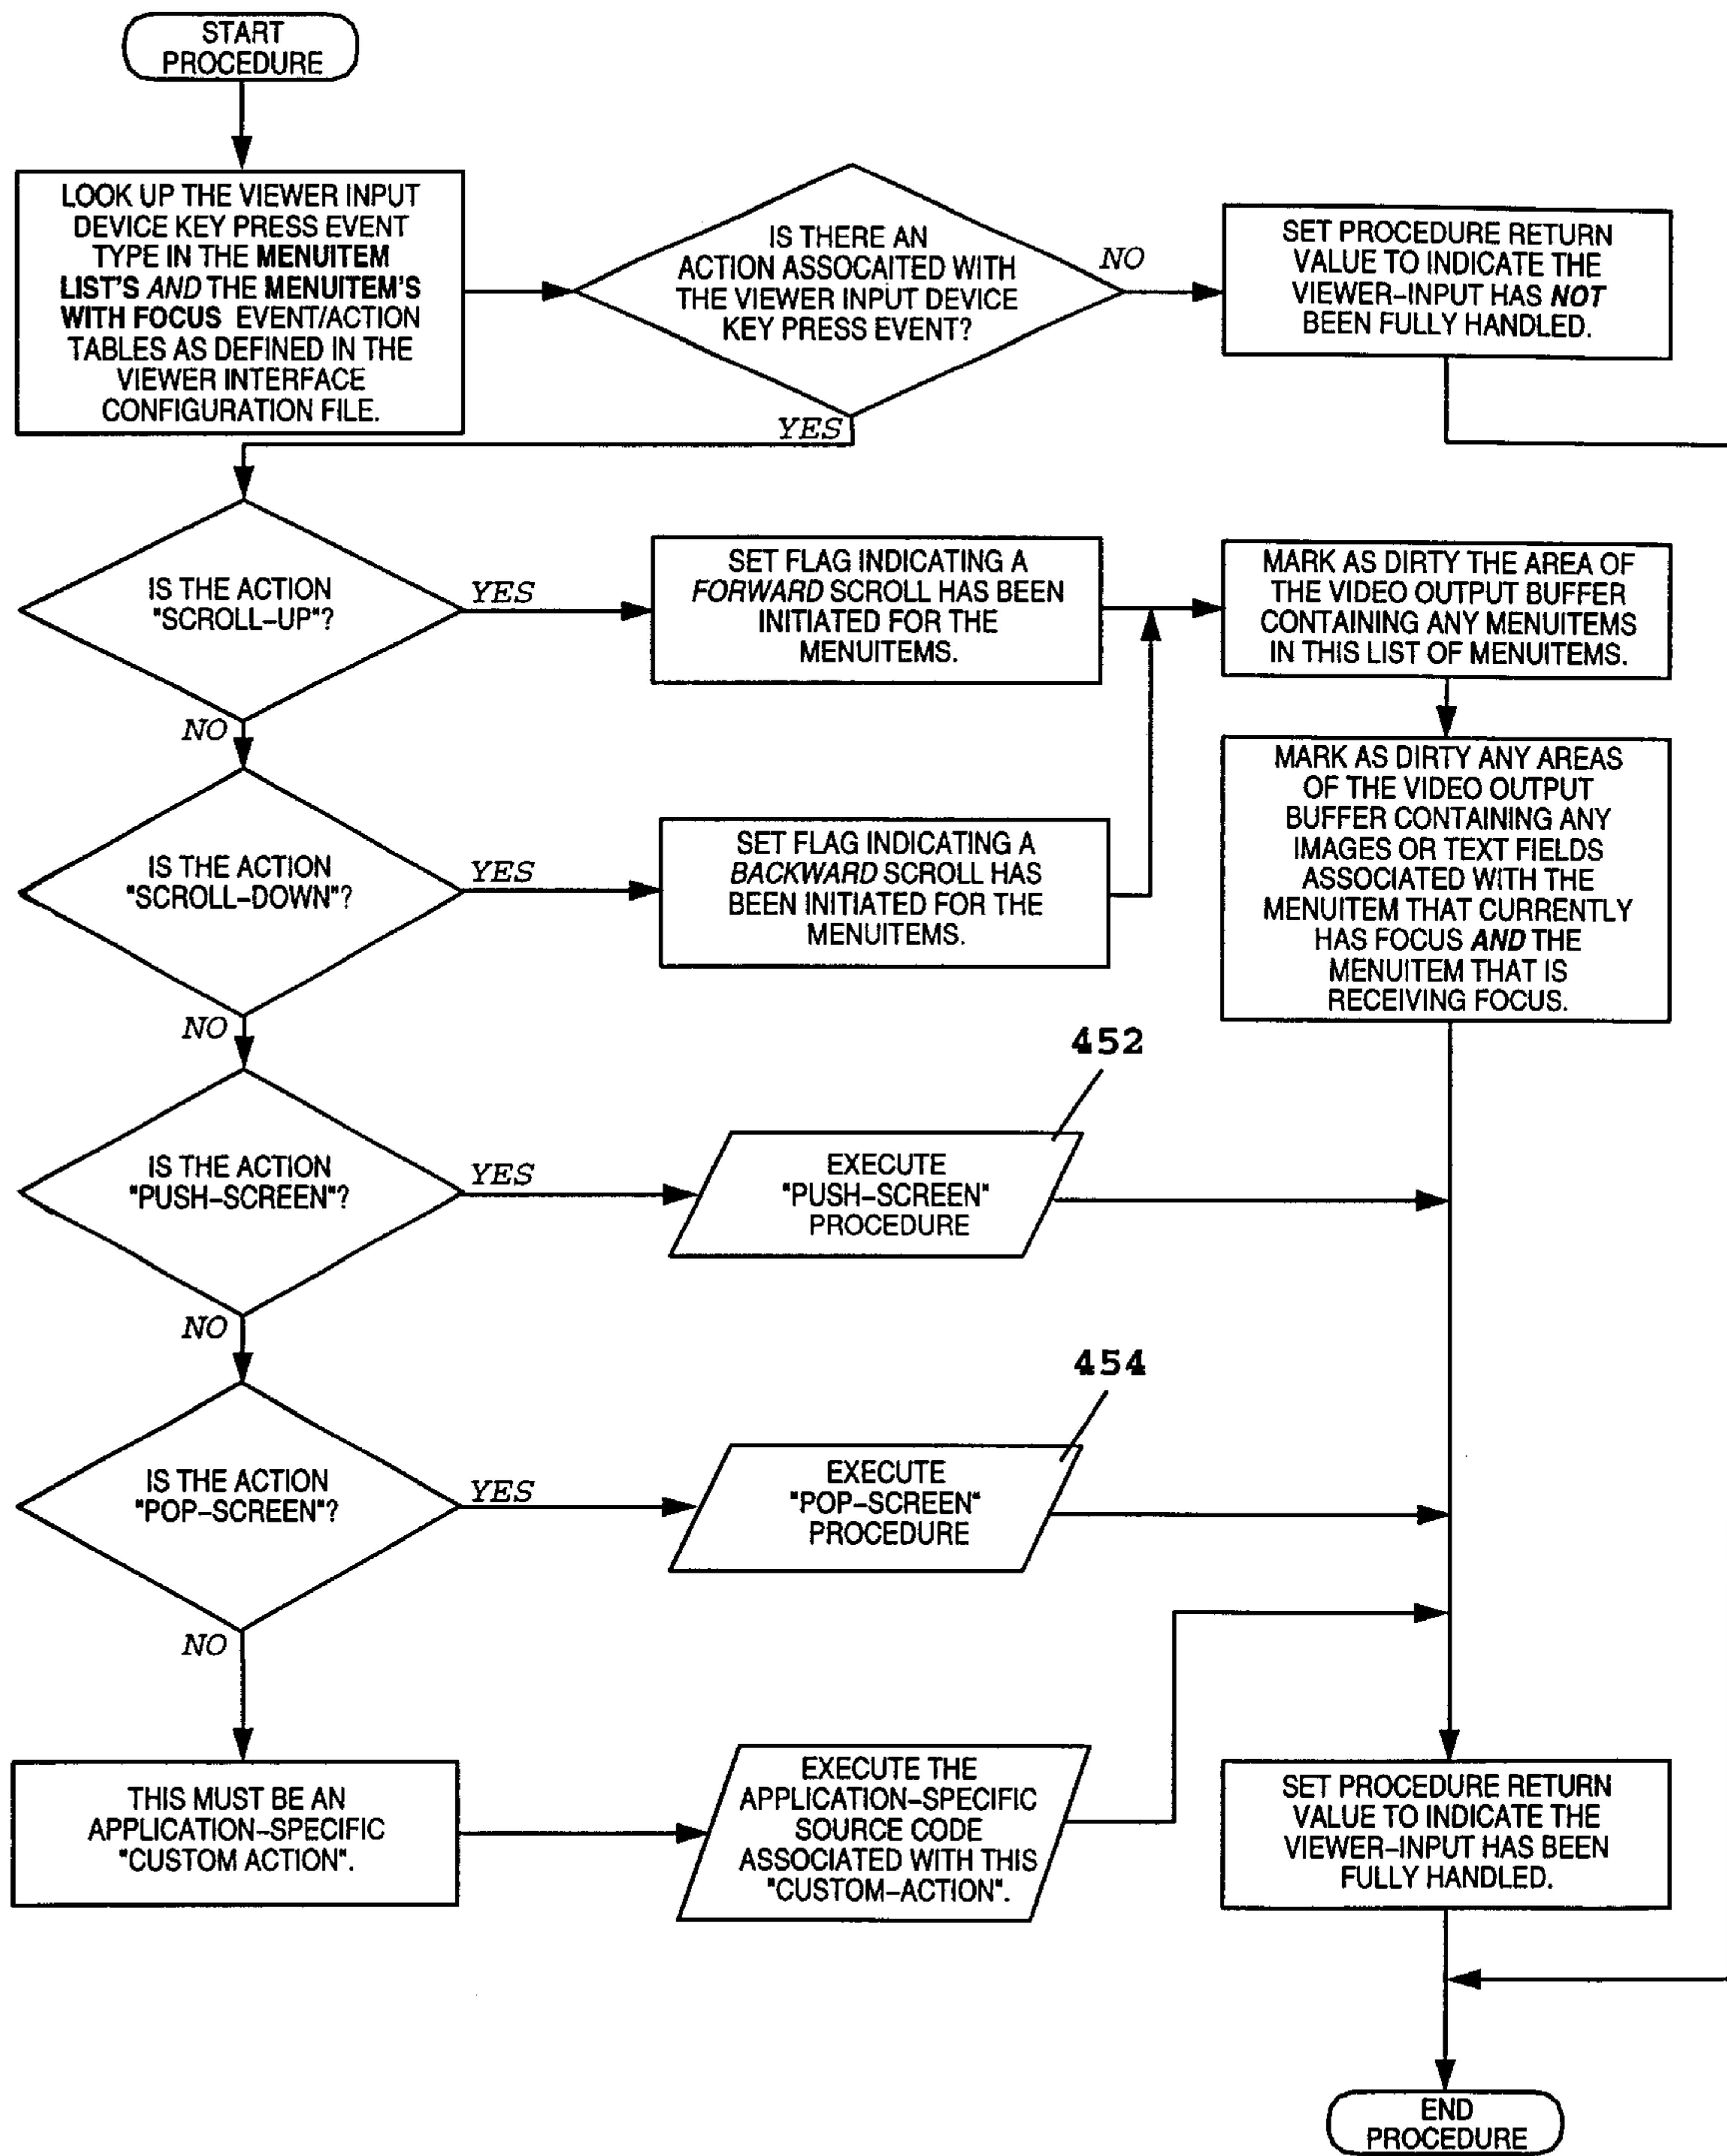 START
PROCEDURE
LOOK UP THE VIEWER INPUT
DEVICE KEY PRESS EVENT
TYPE IN THE MENUITEM
LIST'S AND THE MENUITEM'S
WITH FOCUS EVENT/ACTION
TABLES AS DEFINED IN THE
VIEWER INTERFACE
CONFIGURATION FILE.
IS THERE AN
ACTION ASSOCAITED WITH
THE VIEWER INPUT DEVICE
KEY PRESS EVENT?
NO
SET PROCEDURE RETURN
VALUE TO INDICATE THE
VIEWER-INPUT HAS NOT
BEEN FULLY HANDLED.
YES
IS THE ACTION
"SCROLL-UP"?
YES
SET FLAG INDICATING A
FORWARD SCROLL HAS BEEN
INITIATED FOR THE
MENUITEMS.
MARK AS DIRTY THE AREA OF
THE VIDEO OUTPUT BUFFER
CONTAINING ANY MENUITEMS
IN THIS LIST OF MENUITEMS.
NO
MARK AS DIRTY ANY AREAS
OF THE VIDEO OUTPUT
BUFFER CONTAINING ANY
IMAGES OR TEXT FIELDS
ASSOCIATED WITH THE
MENUITEM THAT CURRENTLY
HAS FOCUS AND THE
MENUITEM THAT IS
RECEIVING FOCUS.
IS THE ACTION
"SCROLL-DOWN"?
YES
SET FLAG INDICATING A
BACKWARD SCROLL HAS
BEEN INITIATED FOR THE
MENUITEMS.
NO
452
IS THE ACTION
"PUSH-SCREEN"?
YES
EXECUTE
"PUSH-SCREEN"
PROCEDURE
NO
454
IS THE ACTION
"POP-SCREEN"?
YES
EXECUTE
"POP-SCREEN"
PROCEDURE
NO
THIS MUST BE AN
APPLICATION-SPECIFIC
"CUSTOM ACTION".
EXECUTE THE
APPLICATION-SPECIFIC
SOURCE CODE
ASSOCIATED WITH THIS
"CUSTOM-ACTION".
SET PROCEDURE RETURN
VALUE TO INDICATE THE
VIEWER-INPUT HAS BEEN
FULLY HANDLED.
END
PROCEDURE